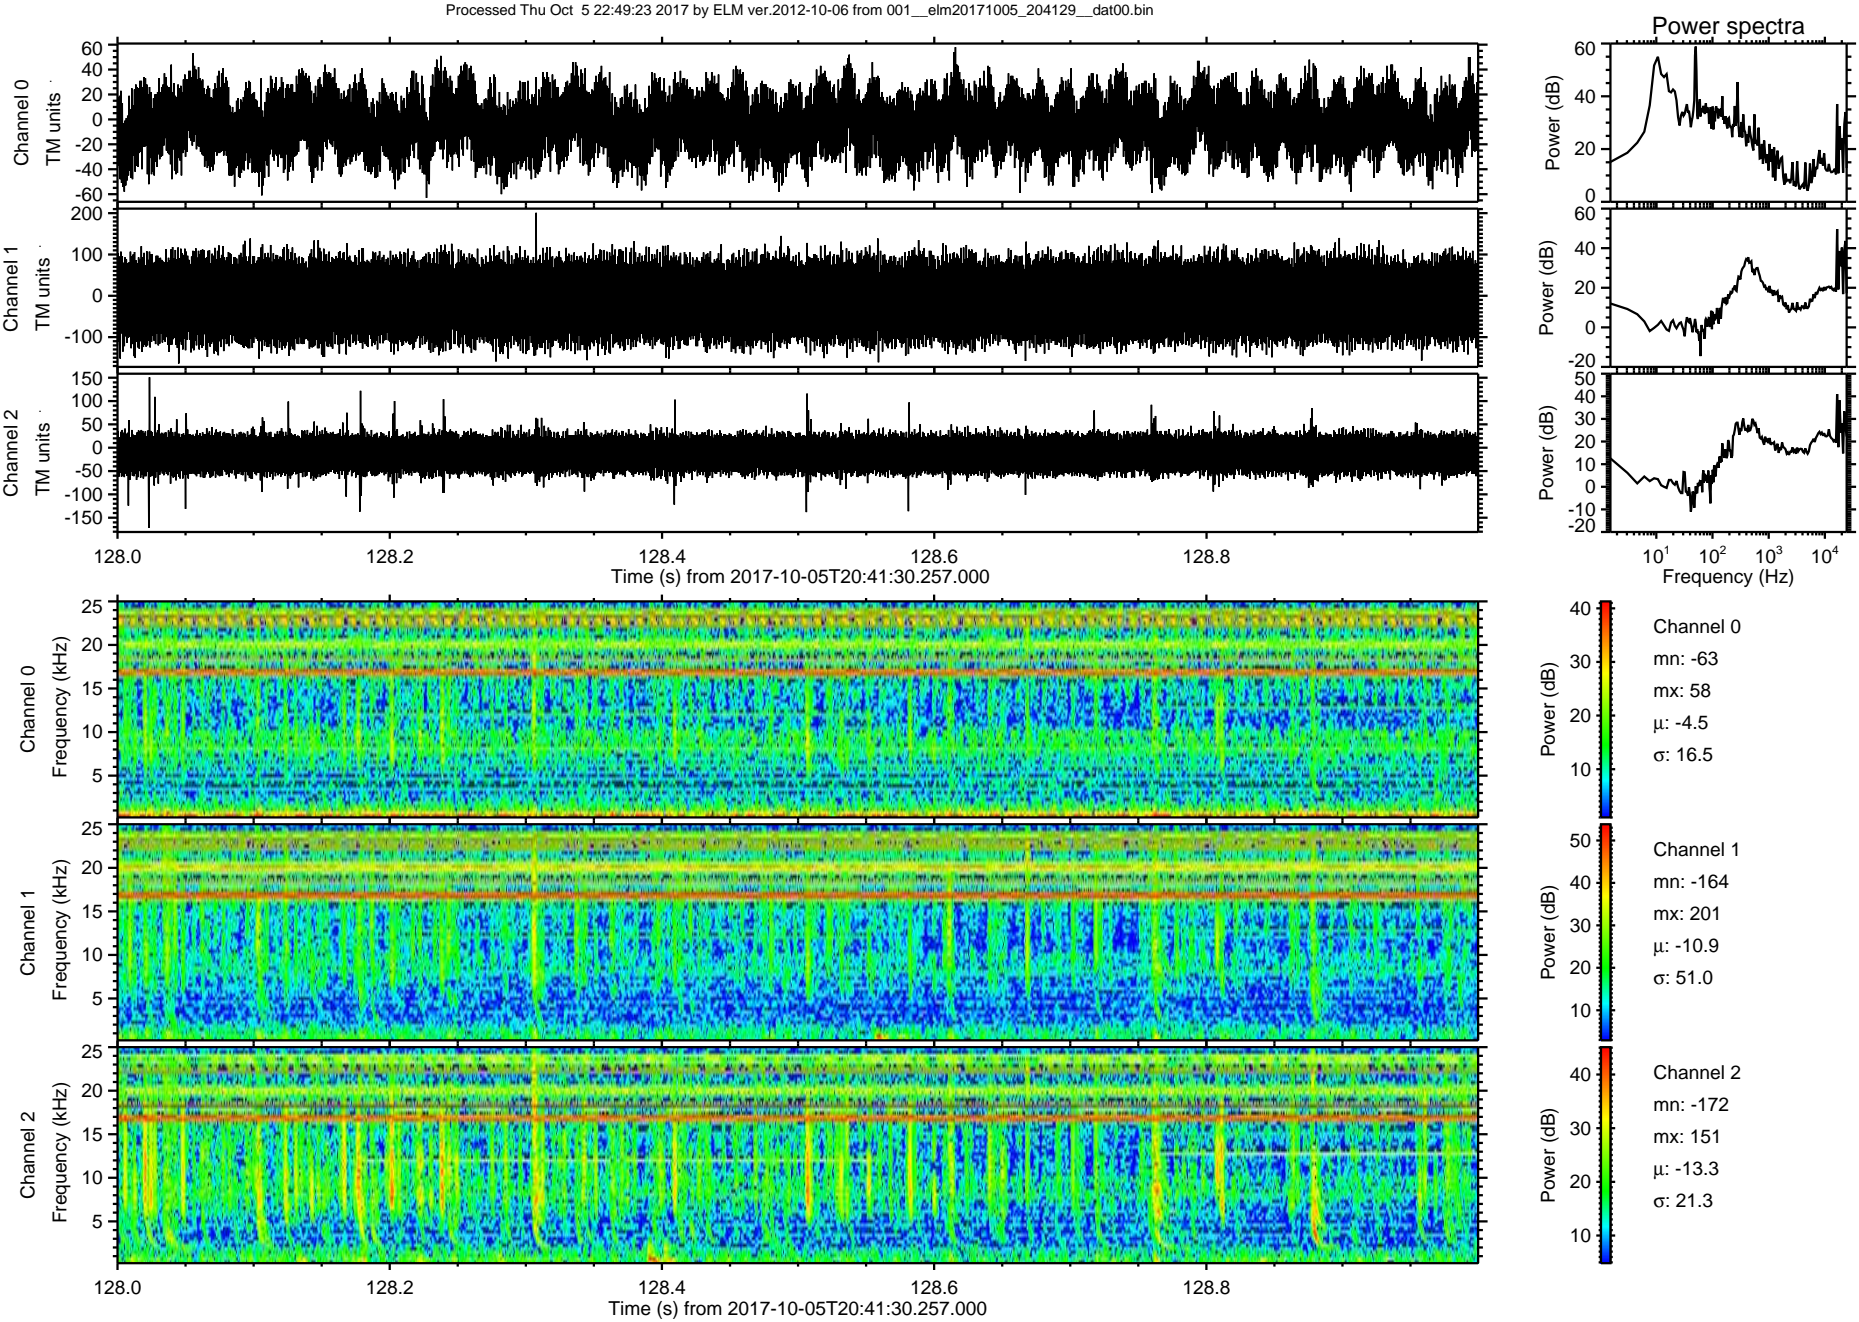 Processed Thu Oct  5 22:49:23 2017 by ELM ver.2012-10-06 from 001__elm20171005_204129__dat00.bin
Power spectra
Channel 0
TM units
60
40
20
0
-20
-40
-60
Power (dB)
60
40
20
0
Channel 1
TM units
200
100
0
-100
Power (dB)
60
40
20
0
-20
Channel 2
TM units
150
100
50
0
-50
-100
-150
Power (dB)
50
40
30
20
10
0
-10
-20
128.0 128.2 128.4 128.6 128.8
Time (s) from 2017-10-05T20:41:30.257.000
10^1 10^2 10^3 10^4
Frequency (Hz)
Channel 0
Frequency (kHz)
25
20
15
10
5
Power (dB)
40
30
20
10
Channel 0
mn: -63
mx: 58
μ: -4.5
σ: 16.5
Channel 1
Frequency (kHz)
25
20
15
10
5
Power (dB)
50
40
30
20
10
Channel 1
mn: -164
mx: 201
μ: -10.9
σ: 51.0
Channel 2
Frequency (kHz)
25
20
15
10
5
Power (dB)
40
30
20
10
Channel 2
mn: -172
mx: 151
μ: -13.3
σ: 21.3
128.0 128.2 128.4 128.6 128.8
Time (s) from 2017-10-05T20:41:30.257.000